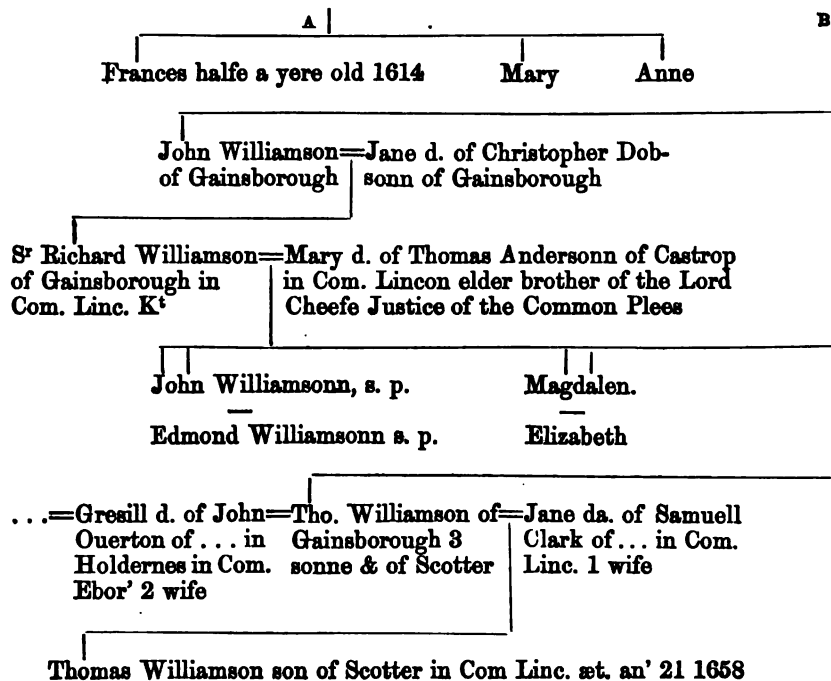 A B
Frances halfe a yere old 1614 Mary Anne
John Williamson=Jane d. of Christopher Dob-
of Gainsborough sonn of Gainsborough
Sr Richard Williamson=Mary d. of Thomas Andersonn of Castrop
of Gainsborough in in Com. Lincon elder brother of the Lord
Com. Linc. Kt Cheefe Justice of the Common Plees
John Williamsonn, s. p. Magdalen.
Edmond Williamsonn s. p. Elizabeth
...=Gresill d. of John=Tho. Williamson of=Jane da. of Samuell
Ouerton of ... in Gainsborough 3 Clark of ... in Com.
Holdernes in Com. sonne & of Scotter Linc. 1 wife
Ebor' 2 wife
Thomas Williamson son of Scotter in Com Linc. æt. an' 21 1658